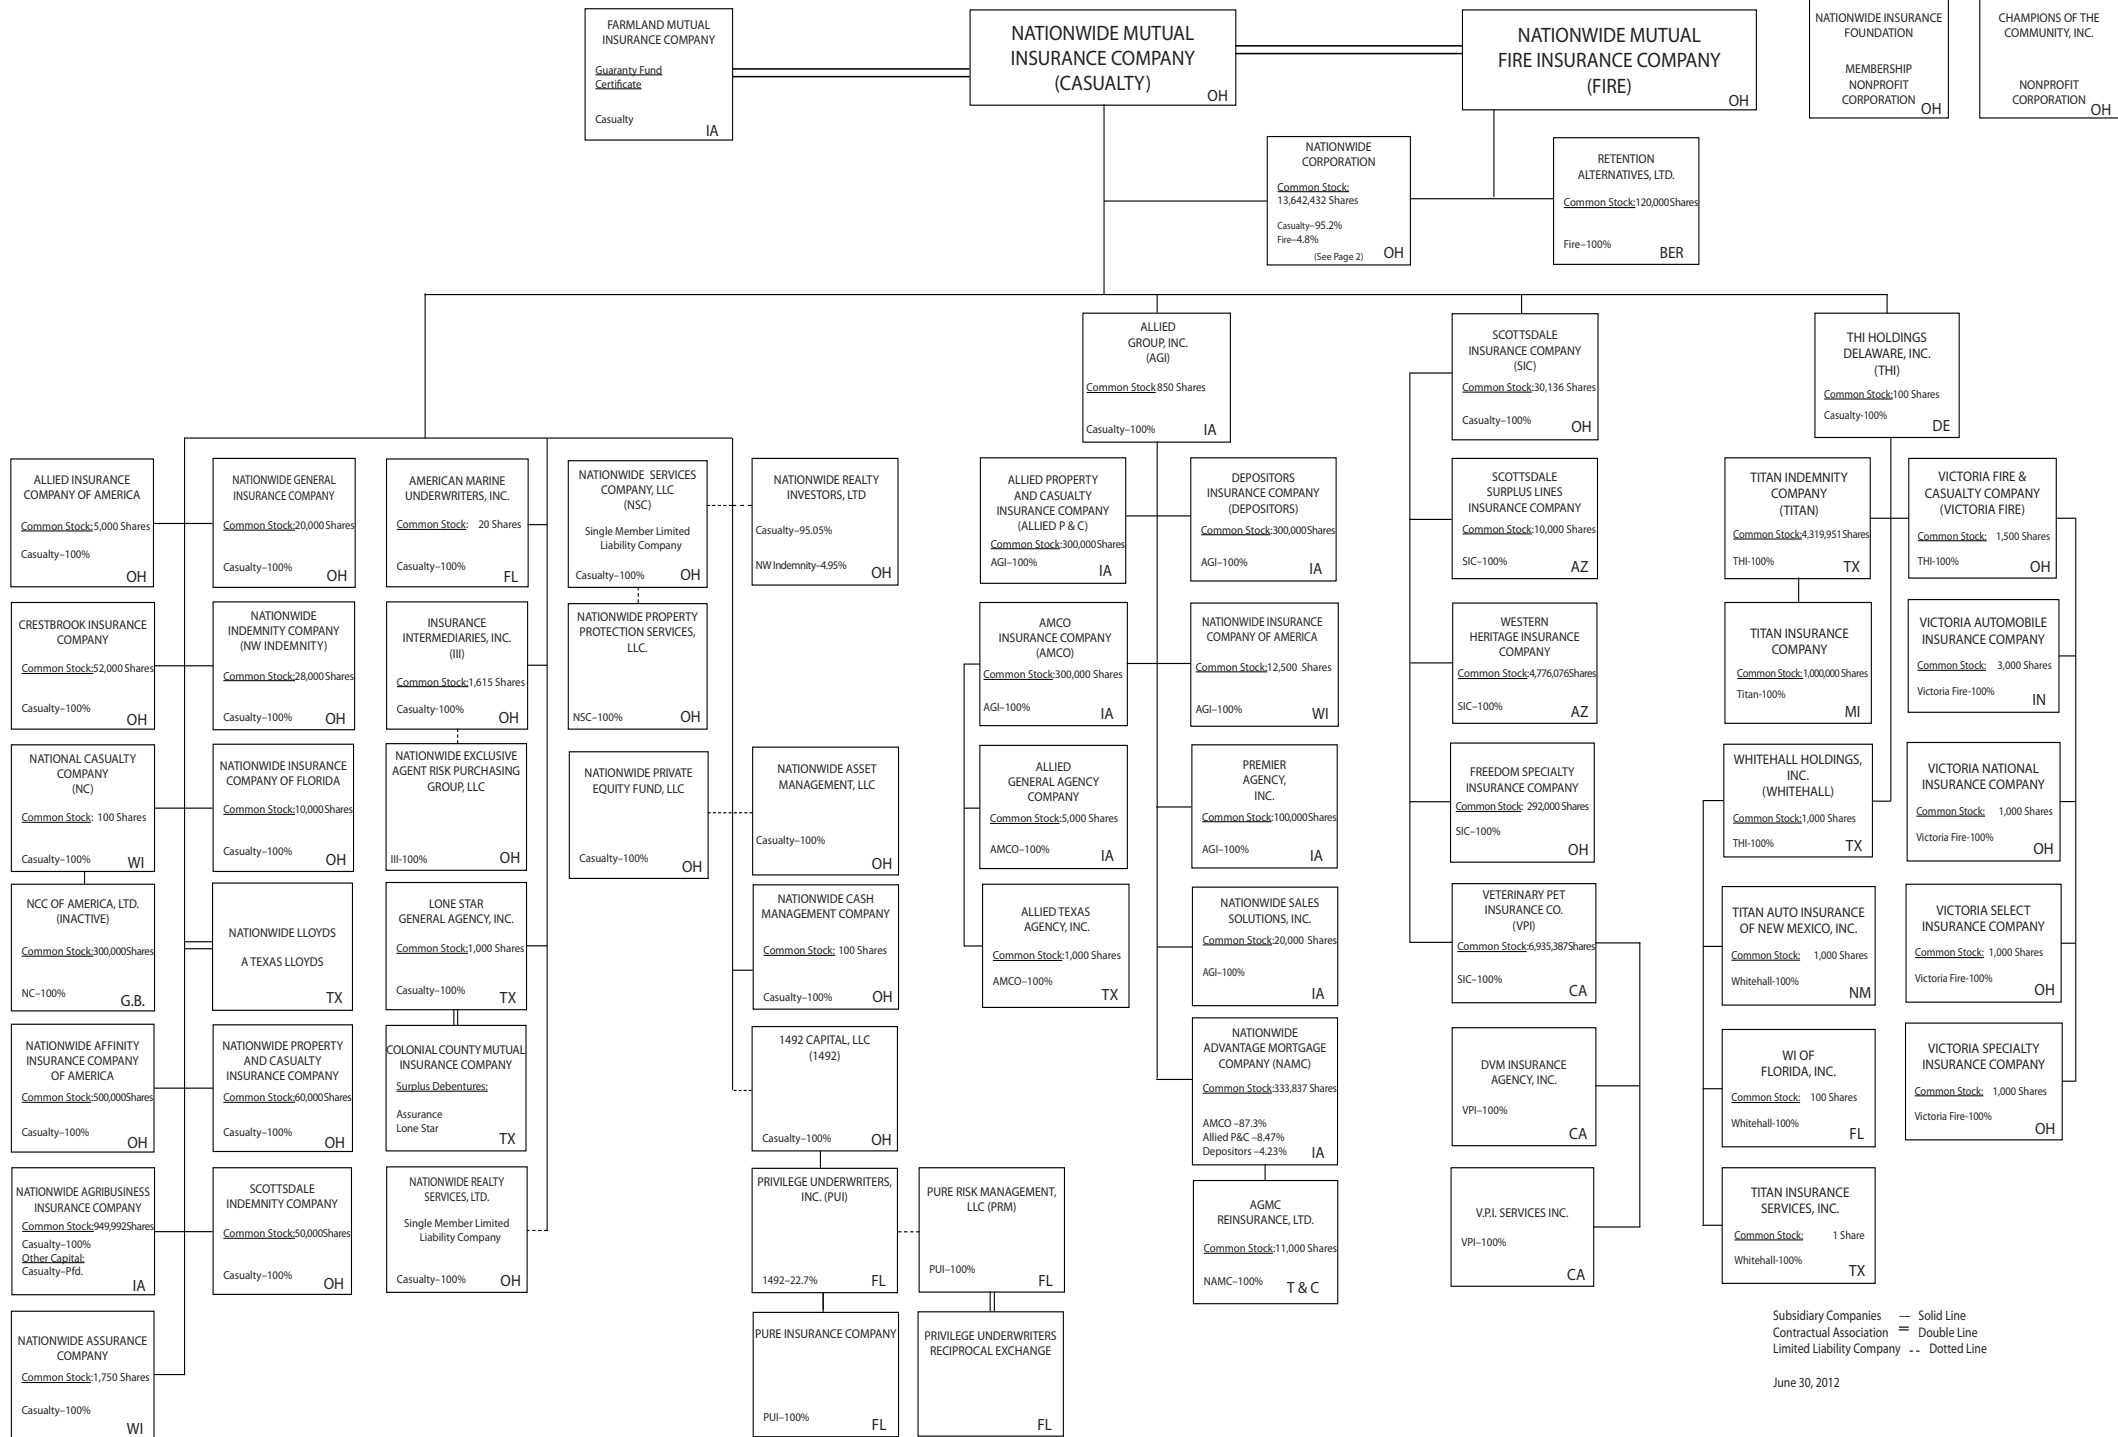 FARMLAND MUTUAL
INSURANCE COMPANY
Guaranty Fund
Certificate
Casualty
IA
NATIONWIDE MUTUAL
INSURANCE COMPANY
(CASUALTY)
OH
NATIONWIDE MUTUAL
FIRE INSURANCE COMPANY
(FIRE)
OH
NATIONWIDE INSURANCE
FOUNDATION
MEMBERSHIP
NONPROFIT
CORPORATION
OH
CHAMPIONS OF THE
COMMUNITY, INC.
NONPROFIT
CORPORATION
OH
NATIONWIDE
CORPORATION
Common Stock:
13,642,432 Shares
Casualty–95.2%
Fire–4.8%
(See Page 2)
OH
RETENTION
ALTERNATIVES, LTD.
Common Stock:120,000Shares
Fire–100%
BER
ALLIED
GROUP, INC.
(AGI)
Common Stock 850 Shares
Casualty–100%
IA
SCOTTSDALE
INSURANCE COMPANY
(SIC)
Common Stock:30,136 Shares
Casualty–100%
OH
THI HOLDINGS
DELAWARE, INC.
(THI)
Common Stock:100 Shares
Casualty-100%
DE
ALLIED INSURANCE
COMPANY OF AMERICA
Common Stock:5,000 Shares
Casualty–100%
OH
NATIONWIDE GENERAL
INSURANCE COMPANY
Common Stock:20,000Shares
Casualty–100%
OH
AMERICAN MARINE
UNDERWRITERS, INC.
Common Stock: 20 Shares
Casualty–100%
FL
NATIONWIDE SERVICES
COMPANY, LLC
(NSC)
Single Member Limited
Liability Company
Casualty–100%
OH
NATIONWIDE REALTY
INVESTORS, LTD
Casualty–95.05%
NW Indemnity–4.95%
OH
ALLIED PROPERTY
AND CASUALTY
INSURANCE COMPANY
(ALLIED P & C)
Common Stock:300,000Shares
AGI–100%
IA
DEPOSITORS
INSURANCE COMPANY
(DEPOSITORS)
Common Stock:300,000Shares
AGI–100%
IA
SCOTTSDALE
SURPLUS LINES
INSURANCE COMPANY
Common Stock:10,000 Shares
SIC–100%
AZ
TITAN INDEMNITY
COMPANY
(TITAN)
Common Stock:4,319,951Shares
THI-100%
TX
VICTORIA FIRE &
CASUALTY COMPANY
(VICTORIA FIRE)
Common Stock: 1,500 Shares
THI-100%
OH
CRESTBROOK INSURANCE
COMPANY
Common Stock:52,000Shares
Casualty–100%
OH
NATIONWIDE
INDEMNITY COMPANY
(NW INDEMNITY)
Common Stock:28,000Shares
Casualty–100%
OH
INSURANCE
INTERMEDIARIES, INC.
(III)
Common Stock:1,615 Shares
Casualty-100%
OH
NATIONWIDE PROPERTY
PROTECTION SERVICES,
LLC.
NSC–100%
OH
AMCO
INSURANCE COMPANY
(AMCO)
Common Stock:300,000 Shares
AGI–100%
IA
NATIONWIDE INSURANCE
COMPANY OF AMERICA
Common Stock:12,500 Shares
AGI–100%
WI
WESTERN
HERITAGE INSURANCE
COMPANY
Common Stock:4,776,076Shares
SIC–100%
AZ
TITAN INSURANCE
COMPANY
Common Stock:1,000,000 Shares
Titan-100%
MI
VICTORIA AUTOMOBILE
INSURANCE COMPANY
Common Stock: 3,000 Shares
Victoria Fire-100%
IN
NATIONAL CASUALTY
COMPANY
(NC)
Common Stock: 100 Shares
Casualty–100%
WI
NATIONWIDE INSURANCE
COMPANY OF FLORIDA
Common Stock:10,000Shares
Casualty–100%
OH
NATIONWIDE EXCLUSIVE
AGENT RISK PURCHASING
GROUP, LLC
III-100%
OH
NATIONWIDE PRIVATE
EQUITY FUND, LLC
Casualty–100%
OH
NATIONWIDE ASSET
MANAGEMENT, LLC
Casualty–100%
OH
ALLIED
GENERAL AGENCY
COMPANY
Common Stock:5,000 Shares
AMCO–100%
IA
PREMIER
AGENCY,
INC.
Common Stock:100,000Shares
AGI–100%
IA
FREEDOM SPECIALTY
INSURANCE COMPANY
Common Stock: 292,000 Shares
SIC–100%
OH
WHITEHALL HOLDINGS,
INC.
(WHITEHALL)
Common Stock:1,000 Shares
THI-100%
TX
VICTORIA NATIONAL
INSURANCE COMPANY
Common Stock: 1,000 Shares
Victoria Fire-100%
OH
NCC OF AMERICA, LTD.
(INACTIVE)
Common Stock:300,000Shares
NC–100%
G.B.
NATIONWIDE LLOYDS
A TEXAS LLOYDS
TX
LONE STAR
GENERAL AGENCY, INC.
Common Stock:1,000 Shares
Casualty–100%
TX
NATIONWIDE CASH
MANAGEMENT COMPANY
Common Stock: 100 Shares
Casualty–100%
OH
ALLIED TEXAS
AGENCY, INC.
Common Stock:1,000 Shares
AMCO–100%
TX
NATIONWIDE SALES
SOLUTIONS, INC.
Common Stock:20,000 Shares
AGI–100%
IA
VETERINARY PET
INSURANCE CO.
(VPI)
Common Stock:6,935,387Shares
SIC–100%
CA
TITAN AUTO INSURANCE
OF NEW MEXICO, INC.
Common Stock: 1,000 Shares
Whitehall-100%
NM
VICTORIA SELECT
INSURANCE COMPANY
Common Stock: 1,000 Shares
Victoria Fire-100%
OH
NATIONWIDE AFFINITY
INSURANCE COMPANY
OF AMERICA
Common Stock:500,000Shares
Casualty–100%
OH
NATIONWIDE PROPERTY
AND CASUALTY
INSURANCE COMPANY
Common Stock:60,000Shares
Casualty–100%
OH
COLONIAL COUNTY MUTUAL
INSURANCE COMPANY
Surplus Debentures:
Assurance
Lone Star
TX
1492 CAPITAL, LLC
(1492)
Casualty–100%
OH
NATIONWIDE
ADVANTAGE MORTGAGE
COMPANY (NAMC)
Common Stock:333,837 Shares
AMCO –87.3%
Allied P&C –8.47%
Depositors –4.23%
IA
DVM INSURANCE
AGENCY, INC.
VPI–100%
CA
WI OF
FLORIDA, INC.
Common Stock: 100 Shares
Whitehall-100%
FL
VICTORIA SPECIALTY
INSURANCE COMPANY
Common Stock: 1,000 Shares
Victoria Fire-100%
OH
NATIONWIDE AGRIBUSINESS
INSURANCE COMPANY
Common Stock:949,992Shares
Casualty–100%
Other Capital:
Casualty–Pfd.
IA
SCOTTSDALE
INDEMNITY COMPANY
Common Stock:50,000Shares
Casualty–100%
OH
NATIONWIDE REALTY
SERVICES, LTD.
Single Member Limited
Liability Company
Casualty–100%
OH
PRIVILEGE UNDERWRITERS,
INC. (PUI)
1492–22.7%
FL
PURE RISK MANAGEMENT,
LLC (PRM)
PUI–100%
FL
AGMC
REINSURANCE, LTD.
Common Stock:11,000 Shares
NAMC–100%
T & C
V.P.I. SERVICES INC.
VPI–100%
CA
TITAN INSURANCE
SERVICES, INC.
Common Stock: 1 Share
Whitehall-100%
TX
NATIONWIDE ASSURANCE
COMPANY
Common Stock:1,750 Shares
Casualty–100%
WI
PURE INSURANCE COMPANY
PUI–100%
FL
PRIVILEGE UNDERWRITERS
RECIPROCAL EXCHANGE
FL
Subsidiary Companies — Solid Line
Contractual Association = Double Line
Limited Liability Company -- Dotted Line
June 30, 2012